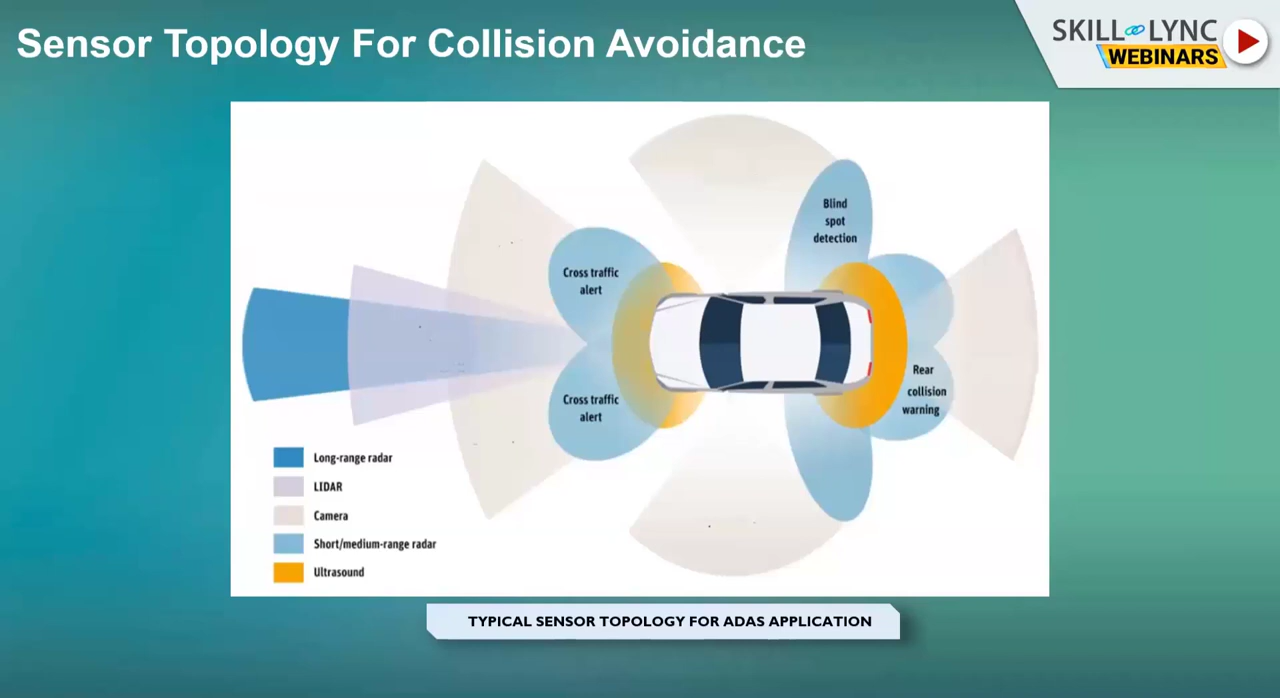 Sensor Topology For Collision Avoidance
SKILL LYNC
WEBINARS
Blind
spot
detection
Cross traffic
alert
Rear
collision
warning
Cross traffic
alert
Long-range radar
LIDAR
Camera
Short/medium-range radar
Ultrasound
TYPICAL SENSOR TOPOLOGY FOR ADAS APPLICATION